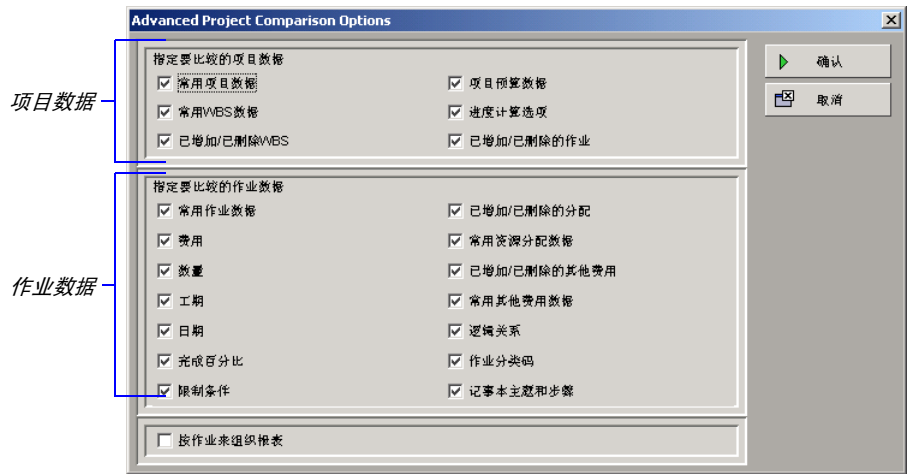 Advanced Project Comparison Options
项目数据
指定要比较的项目数据
常用项目数据
项目预算数据
常用WBS数据
进度计算选项
已增加/已删除WBS
已增加/已删除的作业
确认
取消
作业数据
指定要比较的作业数据
常用作业数据
已增加/已删除的分配
费用
常用资源分配数据
数量
已增加/已删除的其他费用
工期
常用其他费用数据
日期
逻辑关系
完成百分比
作业分类码
限制条件
记事本主题和步骤
按作业来组织报表